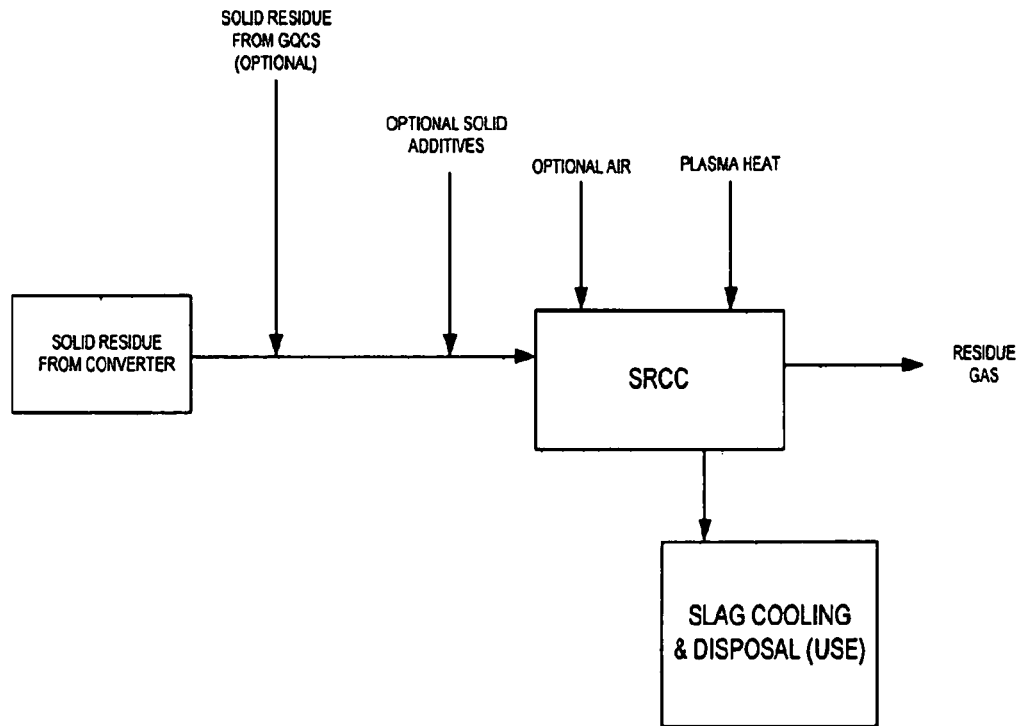 SOLID RESIDUE
FROM GQCS
(OPTIONAL)
OPTIONAL SOLID
ADDITIVES
OPTIONAL AIR
PLASMA HEAT
SOLID RESIDUE
FROM CONVERTER
SRCC
RESIDUE
GAS
SLAG COOLING
& DISPOSAL (USE)